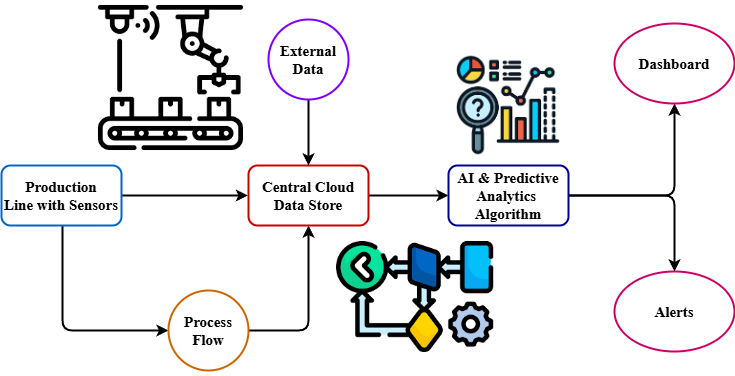 External
Data
Dashboard
?
Production
Line with Sensors
Central Cloud
Data Store
AI & Predictive
Analytics
Algorithm
Process
Flow
Alerts